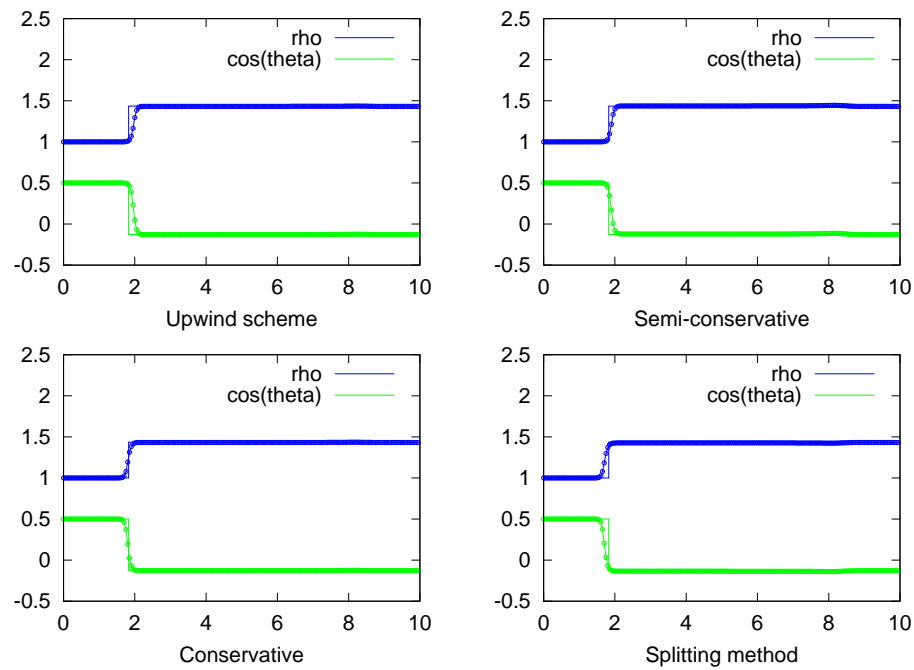 2.5
rho
2
cos(theta)
1.5
1
0.5
0
-0.5
0 2 4 6 8 10
Upwind scheme
2.5
rho
2
cos(theta)
1.5
1
0.5
0
-0.5
0 2 4 6 8 10
Semi-conservative
2.5
rho
2
cos(theta)
1.5
1
0.5
0
-0.5
0 2 4 6 8 10
Conservative
2.5
rho
2
cos(theta)
1.5
1
0.5
0
-0.5
0 2 4 6 8 10
Splitting method